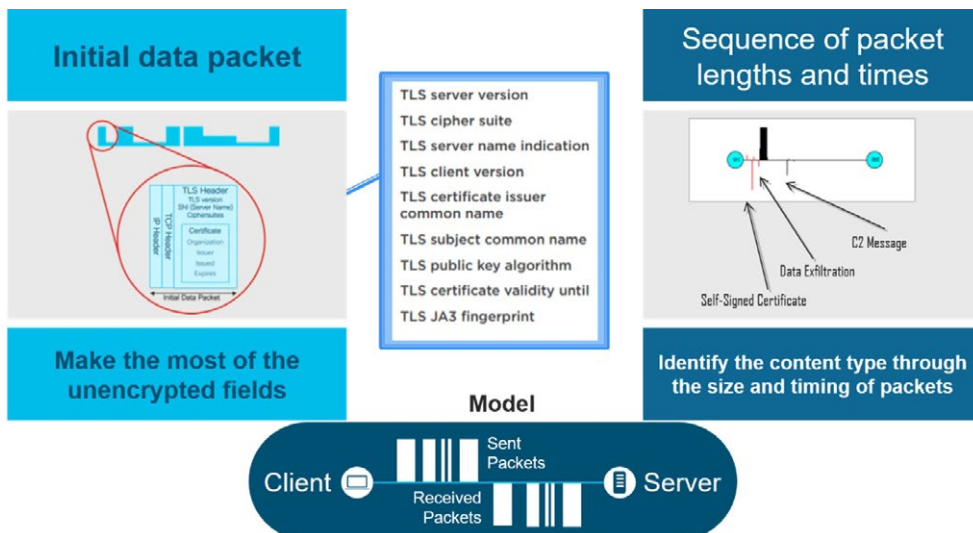 Initial data packet
TLS Header
TLS version
SNI (Server Name)
Ciphersuites
Certificate
Organization
Issuer
Issued
Expires
IP Header
TCP Header
Initial Data Packet
Make the most of the
unencrypted fields
TLS server version
TLS cipher suite
TLS server name indication
TLS client version
TLS certificate issuer
common name
TLS subject common name
TLS public key algorithm
TLS certificate validity until
TLS JA3 fingerprint
Sequence of packet
lengths and times
C2 Message
Data Exfiltration
Self-Signed Certificate
Identify the content type through
the size and timing of packets
Model
Client
Sent
Packets
Received
Packets
Server